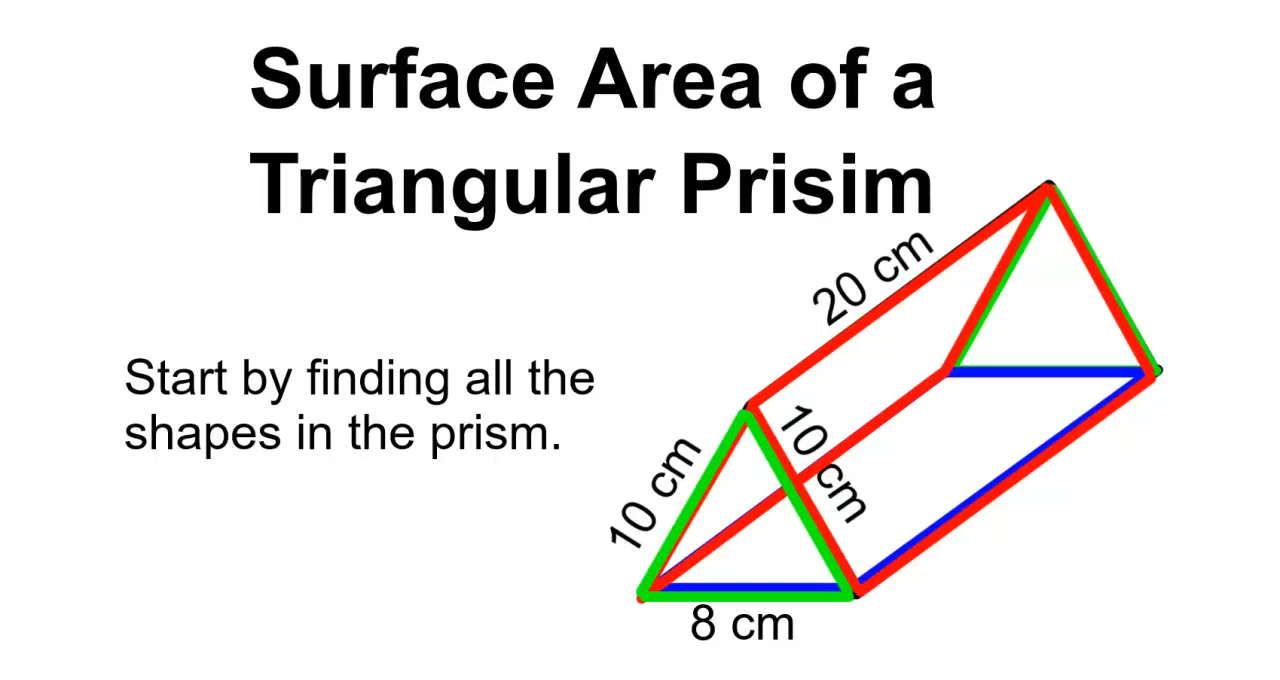 Surface Area of a
Triangular Prisim
20 cm
Start by finding all the
shapes in the prism.
10 cm
10 cm
8 cm